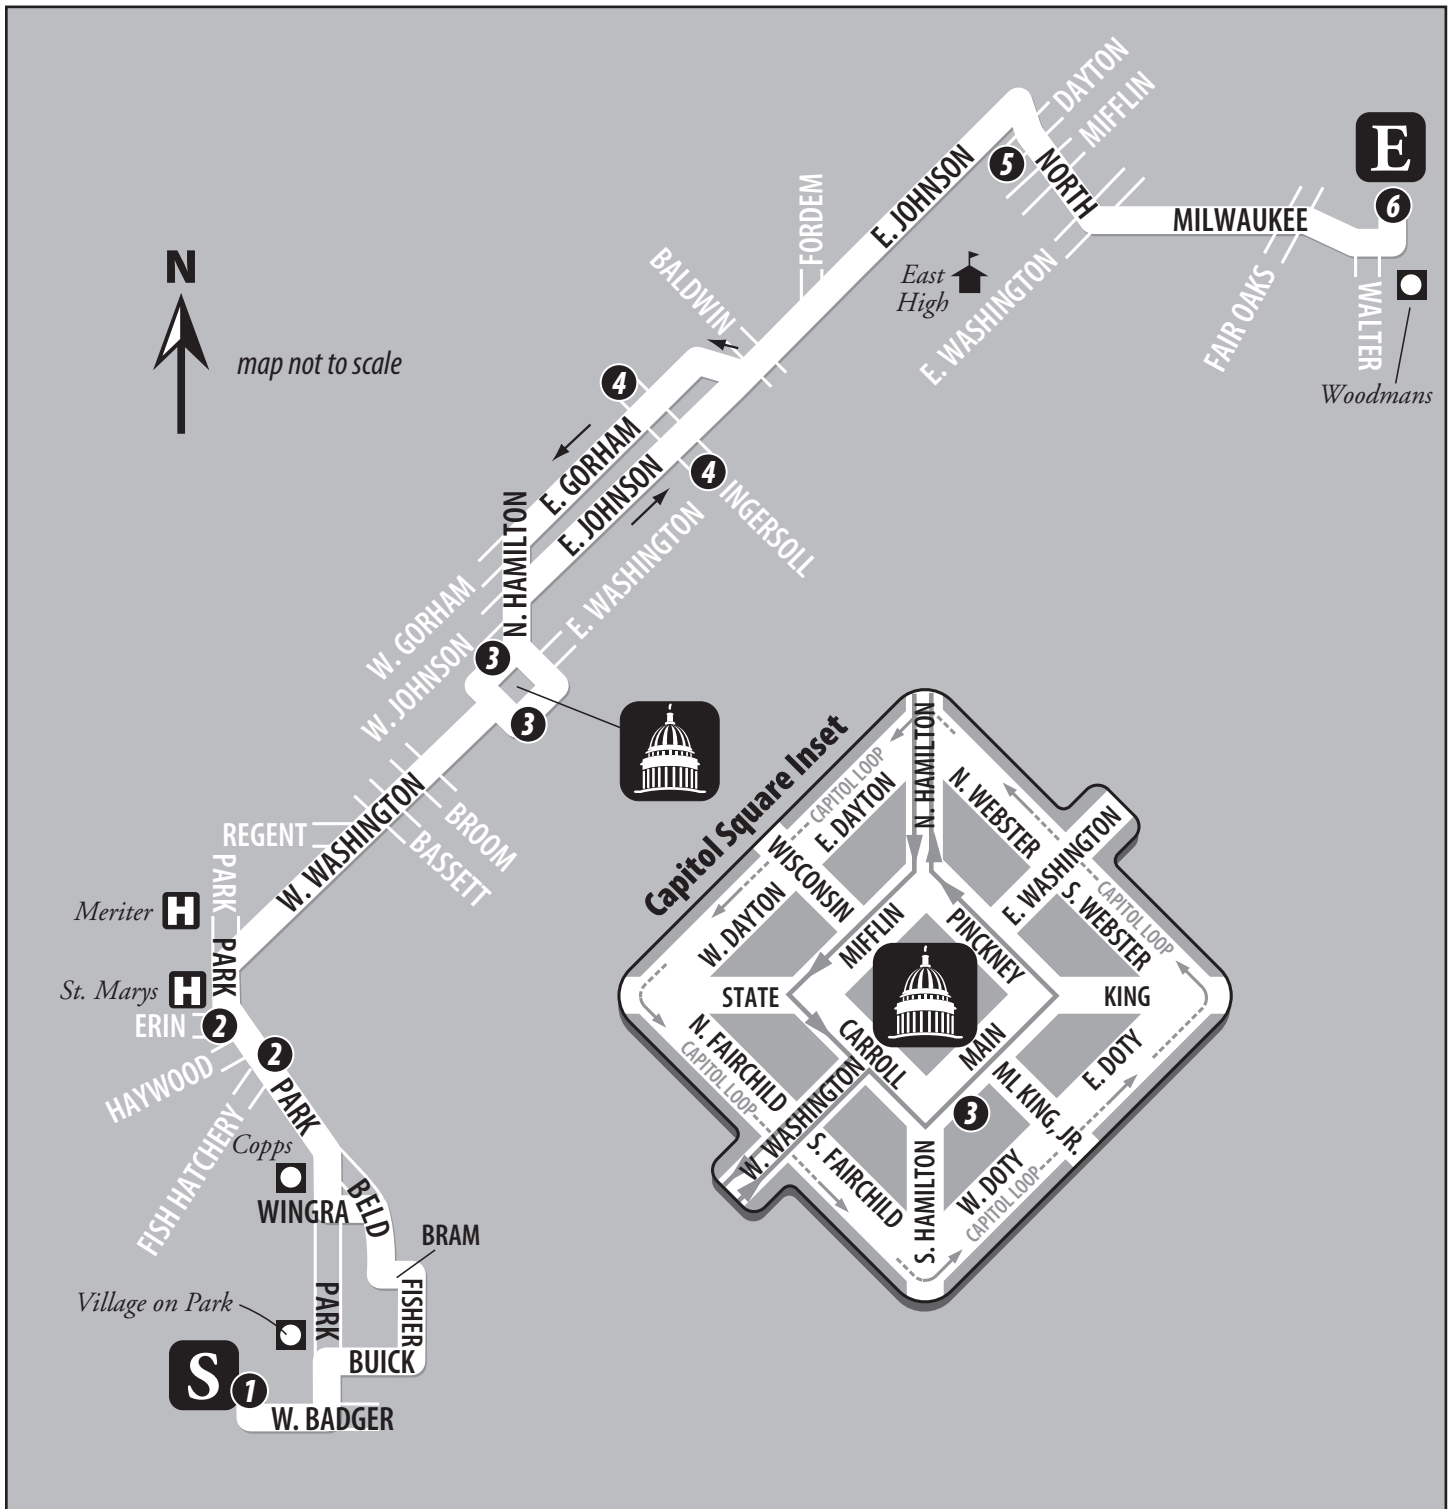 DAYTON
MIFFLIN
E
5
6
NORTH
E. JOHNSON
MILWAUKEE
FORDEM
BALDWIN
East
High
E. WASHINGTON
FAIR OAKS
WALTER
Woodmans
N
map not to scale
4
E. GORHAM
E. JOHNSON
4
INGERSOLL
N. HAMILTON
E. WASHINGTON
W. GORHAM
W. JOHNSON
3
3
W. WASHINGTON
BROOM
BASSETT
REGENT
PARK
Meriter
H
PARK
St. Marys
H
ERIN
2
2
HAYWOOD
PARK
FISH HATCHERY
Copps
WINGRA
BELD
BRAM
Village on Park
PARK
FISHER
BUICK
S
1
W. BADGER
Capitol Square Inset
N. HAMILTON
CAPITOL LOOP
E. DAYTON
N. WEBSTER
WISCONSIN
E. WASHINGTON
W. DAYTON
MIFFLIN
PINCKNEY
S. WEBSTER
CAPITOL LOOP
STATE
KING
N. FAIRCHILD
CAPITOL LOOP
CARROLL
MAIN
E. DOTY
ML KING, JR.
W. WASHINGTON
3
S. FAIRCHILD
S. HAMILTON
W. DOTY
CAPITOL LOOP